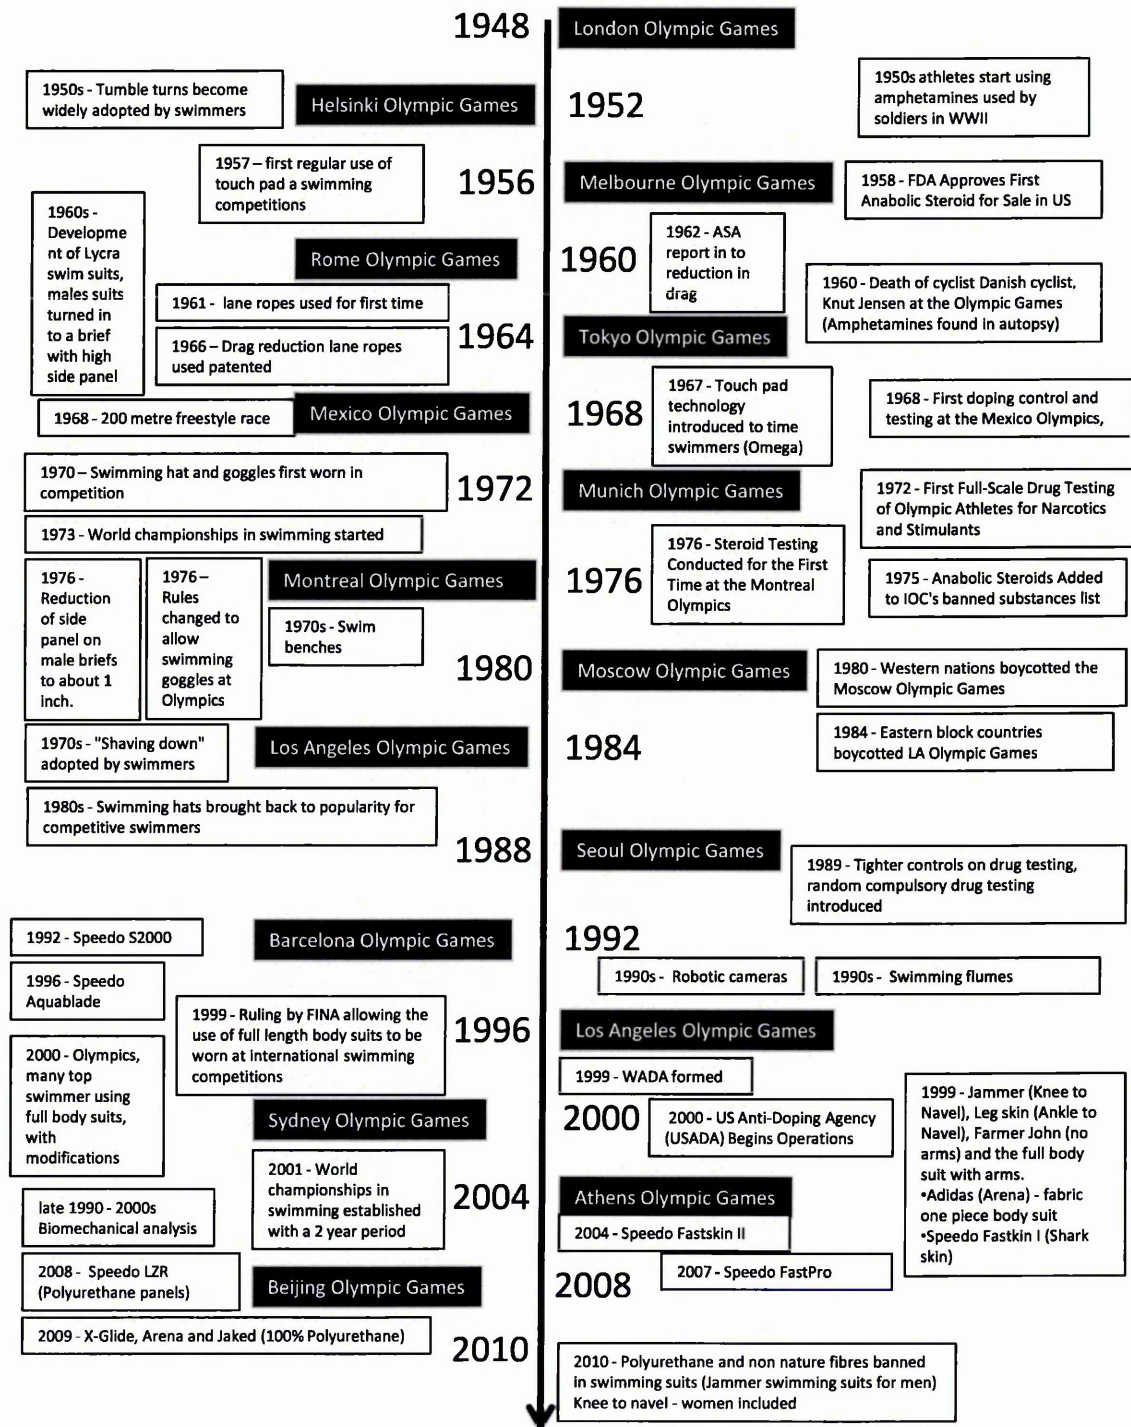 1948
London Olympic Games
1950s - Tumble turns become
widely adopted by swimmers
Helsinki Olympic Games
1952
1950s athletes start using
amphetamines used by
soldiers in WWII
1957 – first regular use of
touch pad a swimming
competitions
1956
Melbourne Olympic Games
1958 - FDA Approves First
Anabolic Steroid for Sale in US
1960s -
Developme
nt of Lycra
swim suits,
males suits
turned in
to a brief
with high
side panel
Rome Olympic Games
1960
1962 - ASA
report in to
reduction in
drag
1960 - Death of cyclist Danish cyclist,
Knut Jensen at the Olympic Games
(Amphetamines found in autopsy)
1961 - lane ropes used for first time
1966 – Drag reduction lane ropes
used patented
1964
Tokyo Olympic Games
1968 - 200 metre freestyle race
Mexico Olympic Games
1968
1967 - Touch pad
technology
introduced to time
swimmers (Omega)
1968 - First doping control and
testing at the Mexico Olympics,
1970 – Swimming hat and goggles first worn in
competition
1972
Munich Olympic Games
1972 - First Full-Scale Drug Testing
of Olympic Athletes for Narcotics
and Stimulants
1973 - World championships in swimming started
1976 -
Reduction
of side
panel on
male briefs
to about 1
inch.
1976 –
Rules
changed to
allow
swimming
goggles at
Olympics
Montreal Olympic Games
1970s - Swim
benches
1976
1976 - Steroid Testing
Conducted for the First
Time at the Montreal
Olympics
1975 - Anabolic Steroids Added
to IOC's banned substances list
1980
Moscow Olympic Games
1980 - Western nations boycotted the
Moscow Olympic Games
1970s - "Shaving down"
adopted by swimmers
Los Angeles Olympic Games
1984
1984 - Eastern block countries
boycotted LA Olympic Games
1980s - Swimming hats brought back to popularity for
competitive swimmers
1988
Seoul Olympic Games
1989 - Tighter controls on drug testing,
random compulsory drug testing
introduced
1992 - Speedo S2000
Barcelona Olympic Games
1992
1990s - Robotic cameras
1990s - Swimming flumes
1996 - Speedo
Aquablade
1999 - Ruling by FINA allowing the
use of full length body suits to be
worn at international swimming
competitions
1996
Los Angeles Olympic Games
2000 - Olympics,
many top
swimmer using
full body suits,
with
modifications
1999 - WADA formed
Sydney Olympic Games
2000
2000 - US Anti-Doping Agency
(USADA) Begins Operations
1999 - Jammer (Knee to
Navel), Leg skin (Ankle to
Navel), Farmer John (no
arms) and the full body
suit with arms.
•Adidas (Arena) - fabric
one piece body suit
•Speedo Fastkin I (Shark
skin)
2001 - World
championships in
swimming established
with a 2 year period
2004
Athens Olympic Games
2004 - Speedo Fastskin II
late 1990 - 2000s
Biomechanical analysis
2008 - Speedo LZR
(Polyurethane panels)
Beijing Olympic Games
2008
2007 - Speedo FastPro
2009 - X-Glide, Arena and Jaked (100% Polyurethane)
2010
2010 - Polyurethane and non nature fibres banned
in swimming suits (Jammer swimming suits for men)
Knee to navel - women included